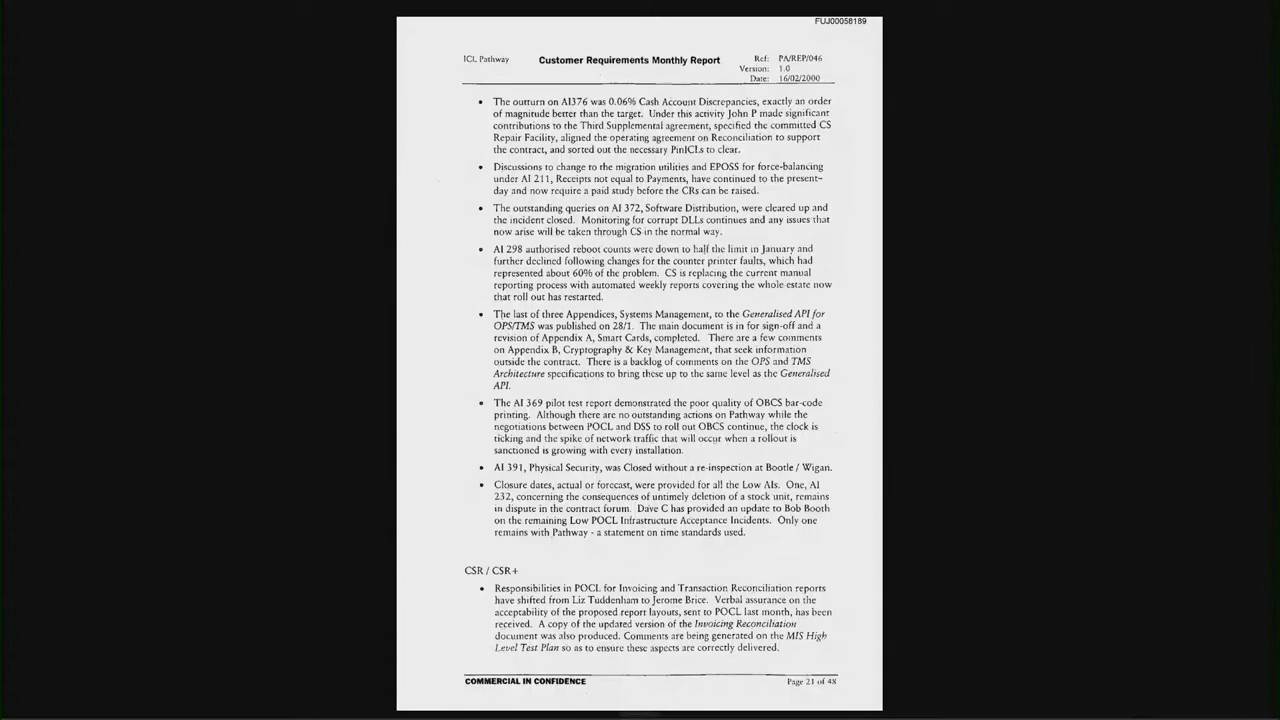 FUJ00058189
ICL Pathway
Customer Requirements Monthly Report
Ref: PA/REP/046
Version: 1.0
Date: 16/02/2000
• The outturn on AI376 was 0.06% Cash Account Discrepancies, exactly an order
of magnitude better than the target. Under this activity John P made significant
contributions to the Third Supplemental agreement, specified the committed CS
Repair Facility, aligned the operating agreement on Reconciliation to support
the contract, and sorted out the necessary PinICLs to clear.
• Discussions to change to the migration utilities and EPOSS for force-balancing
under AI 211, Receipts not equal to Payments, have continued to the present-
day and now require a paid study before the CRs can be raised.
• The outstanding queries on AI 372, Software Distribution, were cleared up and
the incident closed. Monitoring for corrupt DLLs continues and any issues that
now arise will be taken through CS in the normal way.
• AI 298 authorised reboot counts were down to half the limit in January and
further declined following changes for the counter printer faults, which had
represented about 60% of the problem. CS is replacing the current manual
reporting process with automated weekly reports covering the whole estate now
that roll out has restarted.
• The last of three Appendices, Systems Management, to the Generalised API for
OPS/TMS was published on 28/1. The main document is in for sign-off and a
revision of Appendix A, Smart Cards, completed. There are a few comments
on Appendix B, Cryptography & Key Management, that seek information
outside the contract. There is a backlog of comments on the OPS and TMS
Architecture specifications to bring these up to the same level as the Generalised
API.
• The AI 369 pilot test report demonstrated the poor quality of OBCS bar-code
printing. Although there are no outstanding actions on Pathway while the
negotiations between POCL and DSS to roll out OBCS continue, the clock is
ticking and the spike of network traffic that will occur when a rollout is
sanctioned is growing with every installation.
• AI 391, Physical Security, was Closed without a re-inspection at Bootle / Wigan.
• Closure dates, actual or forecast, were provided for all the Low AIs. One, AI
232, concerning the consequences of untimely deletion of a stock unit, remains
in dispute in the contract forum. Dave C has provided an update to Bob Booth
on the remaining Low POCL Infrastructure Acceptance Incidents. Only one
remains with Pathway - a statement on time standards used.
CSR / CSR+
• Responsibilities in POCL for Invoicing and Transaction Reconciliation reports
have shifted from Liz Tuddenham to Jerome Brice. Verbal assurance on the
acceptability of the proposed report layouts, sent to POCL last month, has been
received. A copy of the updated version of the Invoicing Reconciliation
document was also produced. Comments are being generated on the MIS High
Level Test Plan so as to ensure these aspects are correctly delivered.
COMMERCIAL IN CONFIDENCE
Page 21 of 48